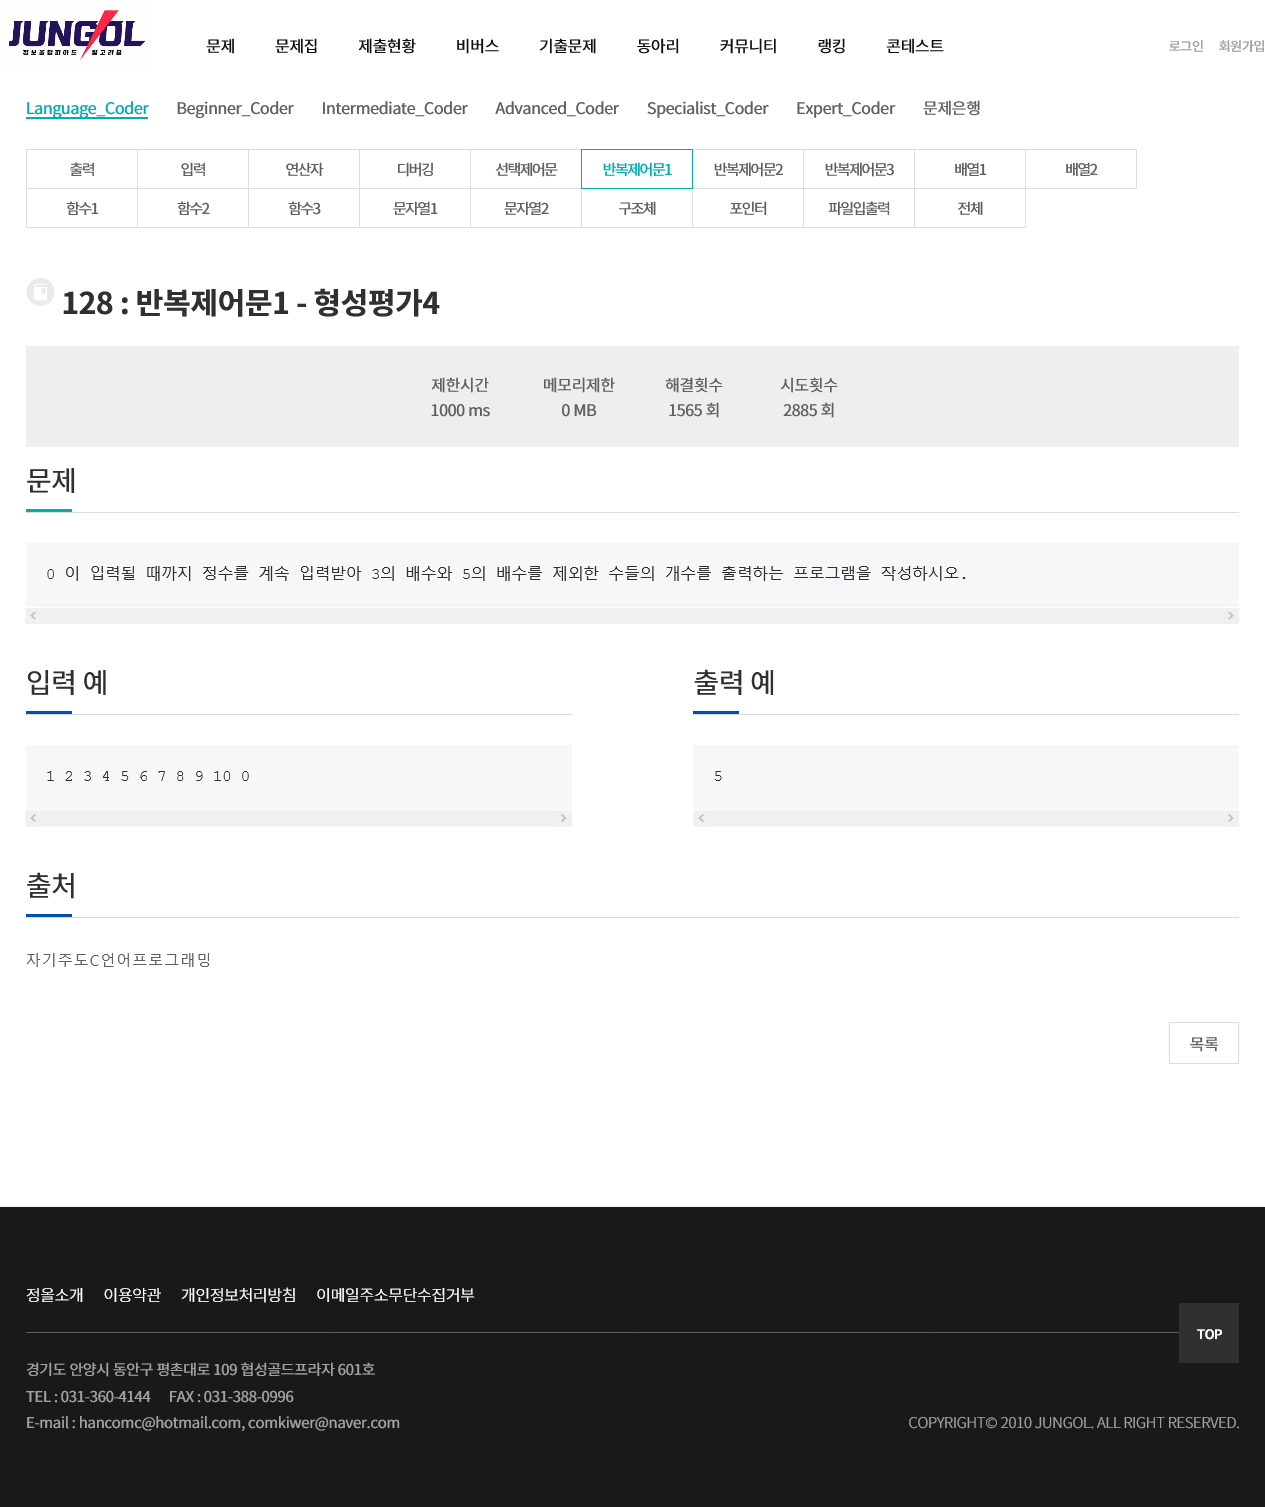 JUNGOL
정보올림피아드 알고리즘
문제 문제집 제출현황 비버스 기출문제 동아리 커뮤니티 랭킹 콘테스트 로그인 회원가입
Language_Coder Beginner_Coder Intermediate_Coder Advanced_Coder Specialist_Coder Expert_Coder 문제은행
출력 입력 연산자 디버깅 선택제어문 반복제어문1 반복제어문2 반복제어문3 배열1 배열2
함수1 함수2 함수3 문자열1 문자열2 구조체 포인터 파일입출력 전체
128 : 반복제어문1 - 형성평가4
제한시간 메모리제한 해결횟수 시도횟수
1000 ms 0 MB 1565 회 2885 회
문제
0 이 입력될 때까지 정수를 계속 입력받아 3의 배수와 5의 배수를 제외한 수들의 개수를 출력하는 프로그램을 작성하시오.
입력 예 출력 예
1 2 3 4 5 6 7 8 9 10 0 5
출처
자기주도C언어프로그래밍
목록
정올소개 이용약관 개인정보처리방침 이메일주소무단수집거부
TOP
경기도 안양시 동안구 평촌대로 109 협성골드프라자 601호
TEL : 031-360-4144 FAX : 031-388-0996
E-mail : hancomc@hotmail.com, comkiwer@naver.com COPYRIGHT© 2010 JUNGOL. ALL RIGHT RESERVED.